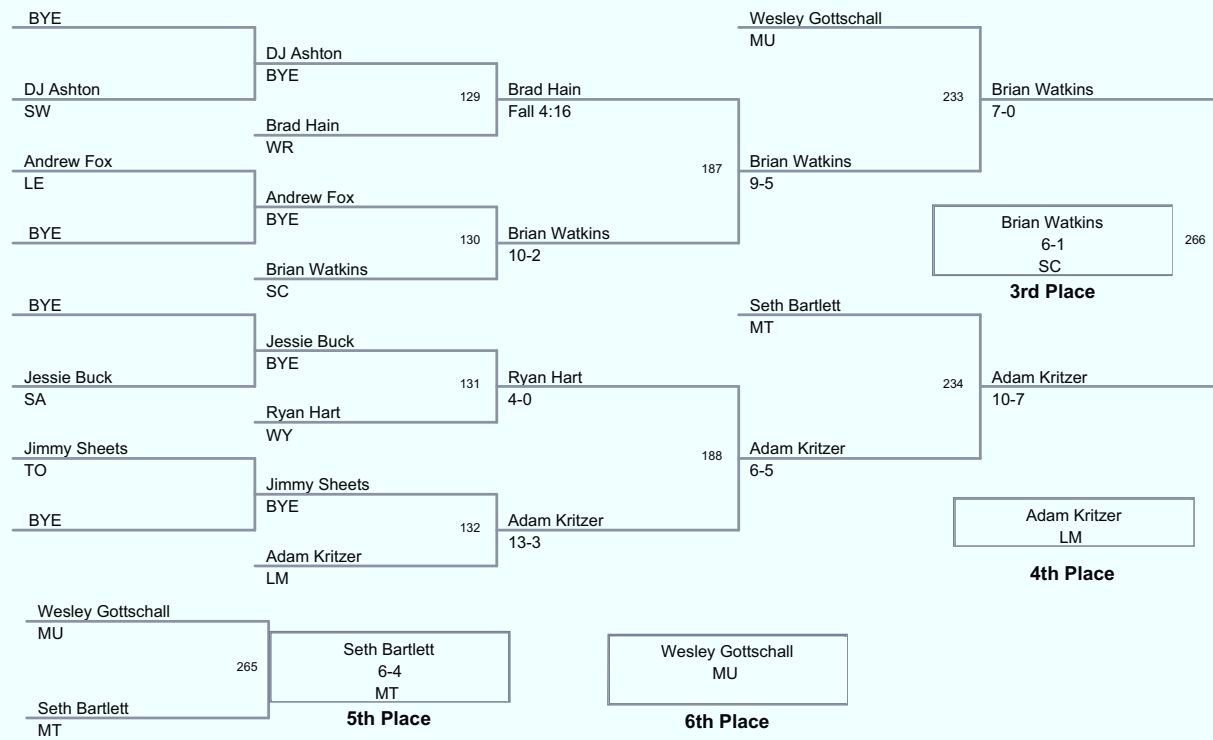 BYE
DJ Ashton
SW
Andrew Fox
LE
BYE
BYE
Jessie Buck
SA
Jimmy Sheets
TO
BYE
DJ Ashton
BYE
129
Brad Hain
WR
Andrew Fox
BYE
130
Brian Watkins
SC
Jessie Buck
BYE
131
Ryan Hart
WY
Jimmy Sheets
BYE
132
Adam Kritzer
LM
Brad Hain
Fall 4:16
187
Brian Watkins
10-2
Ryan Hart
4-0
188
Adam Kritzer
13-3
Wesley Gottschall
MU
233
Brian Watkins
9-5
Seth Bartlett
MT
234
Adam Kritzer
6-5
Brian Watkins
7-0
Brian Watkins
6-1
SC
266
3rd Place
Adam Kritzer
10-7
Adam Kritzer
LM
4th Place
Wesley Gottschall
MU
265
Seth Bartlett
MT
Seth Bartlett
6-4
MT
5th Place
Wesley Gottschall
MU
6th Place